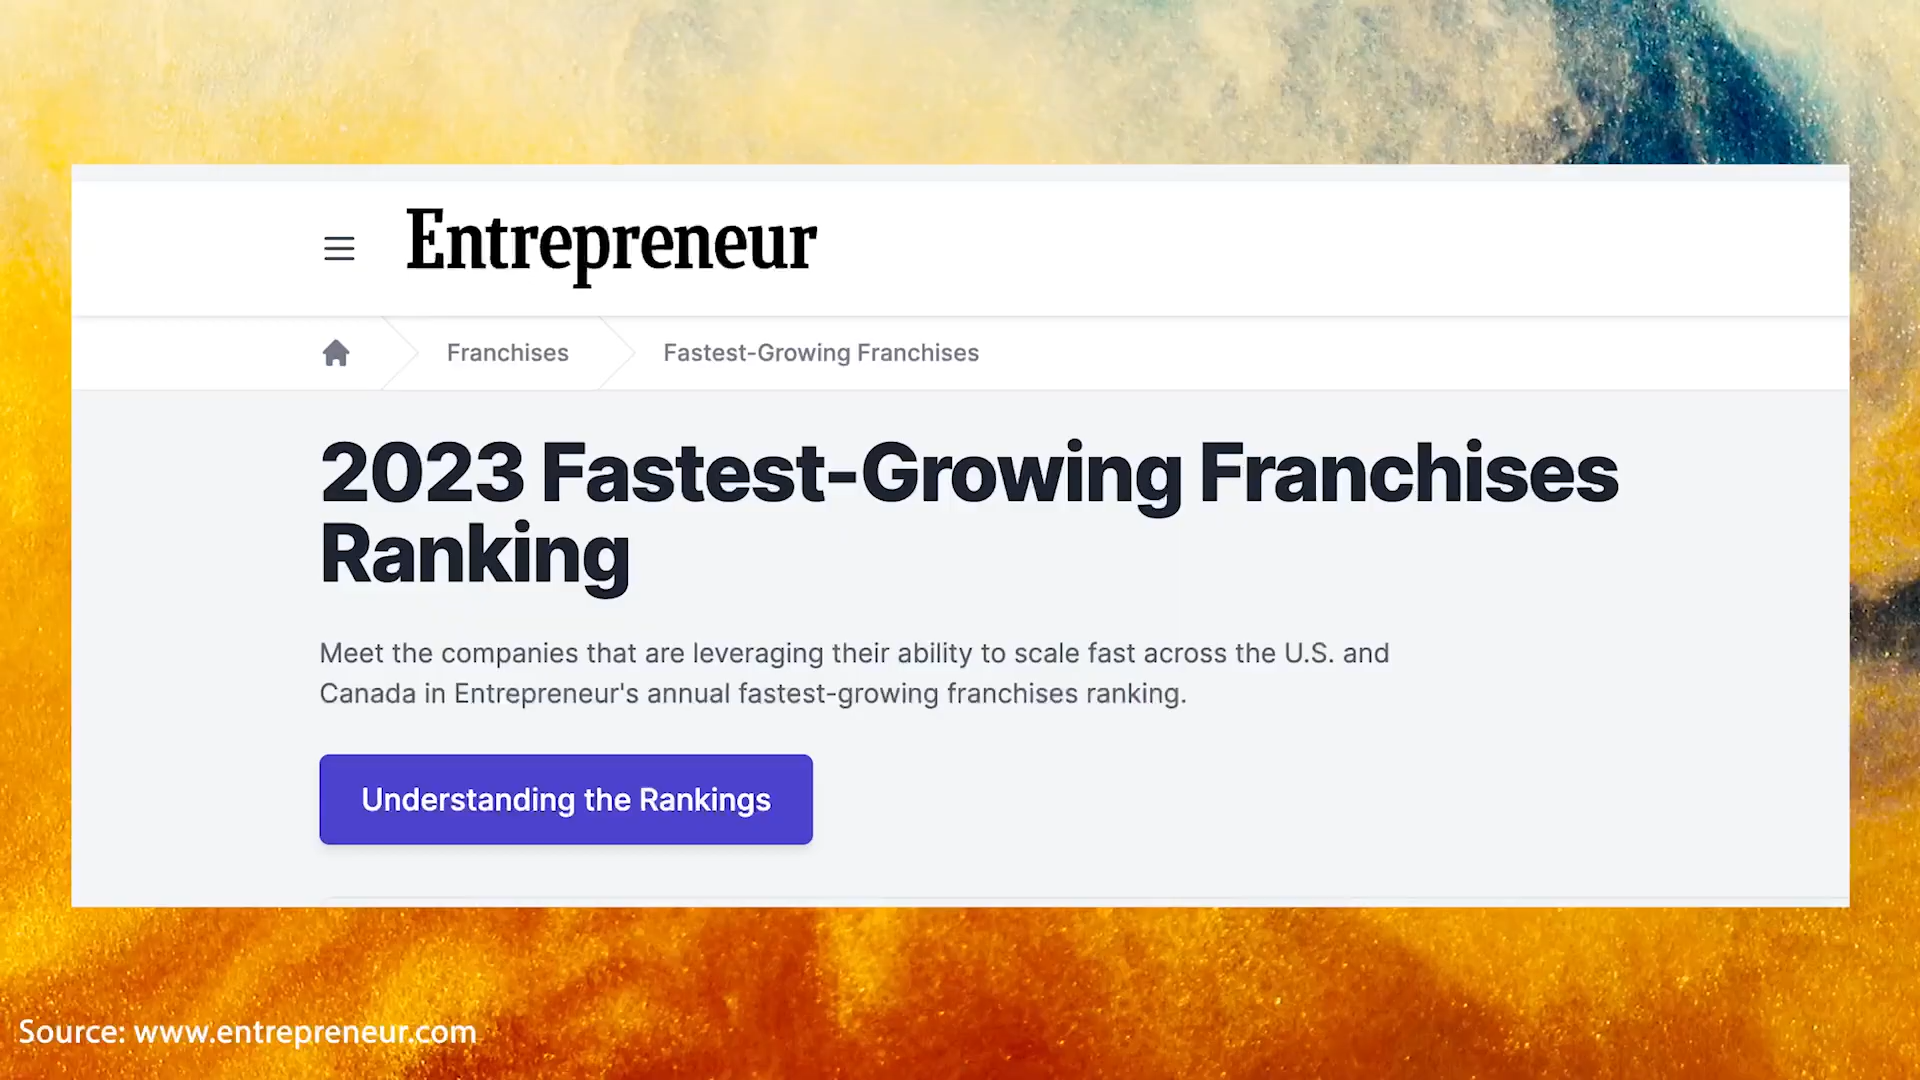 Entrepreneur
Franchises
Fastest-Growing Franchises
2023 Fastest-Growing Franchises
Ranking
Meet the companies that are leveraging their ability to scale fast across the U.S. and
Canada in Entrepreneur's annual fastest-growing franchises ranking.
Understanding the Rankings
Source: www.entrepreneur.com